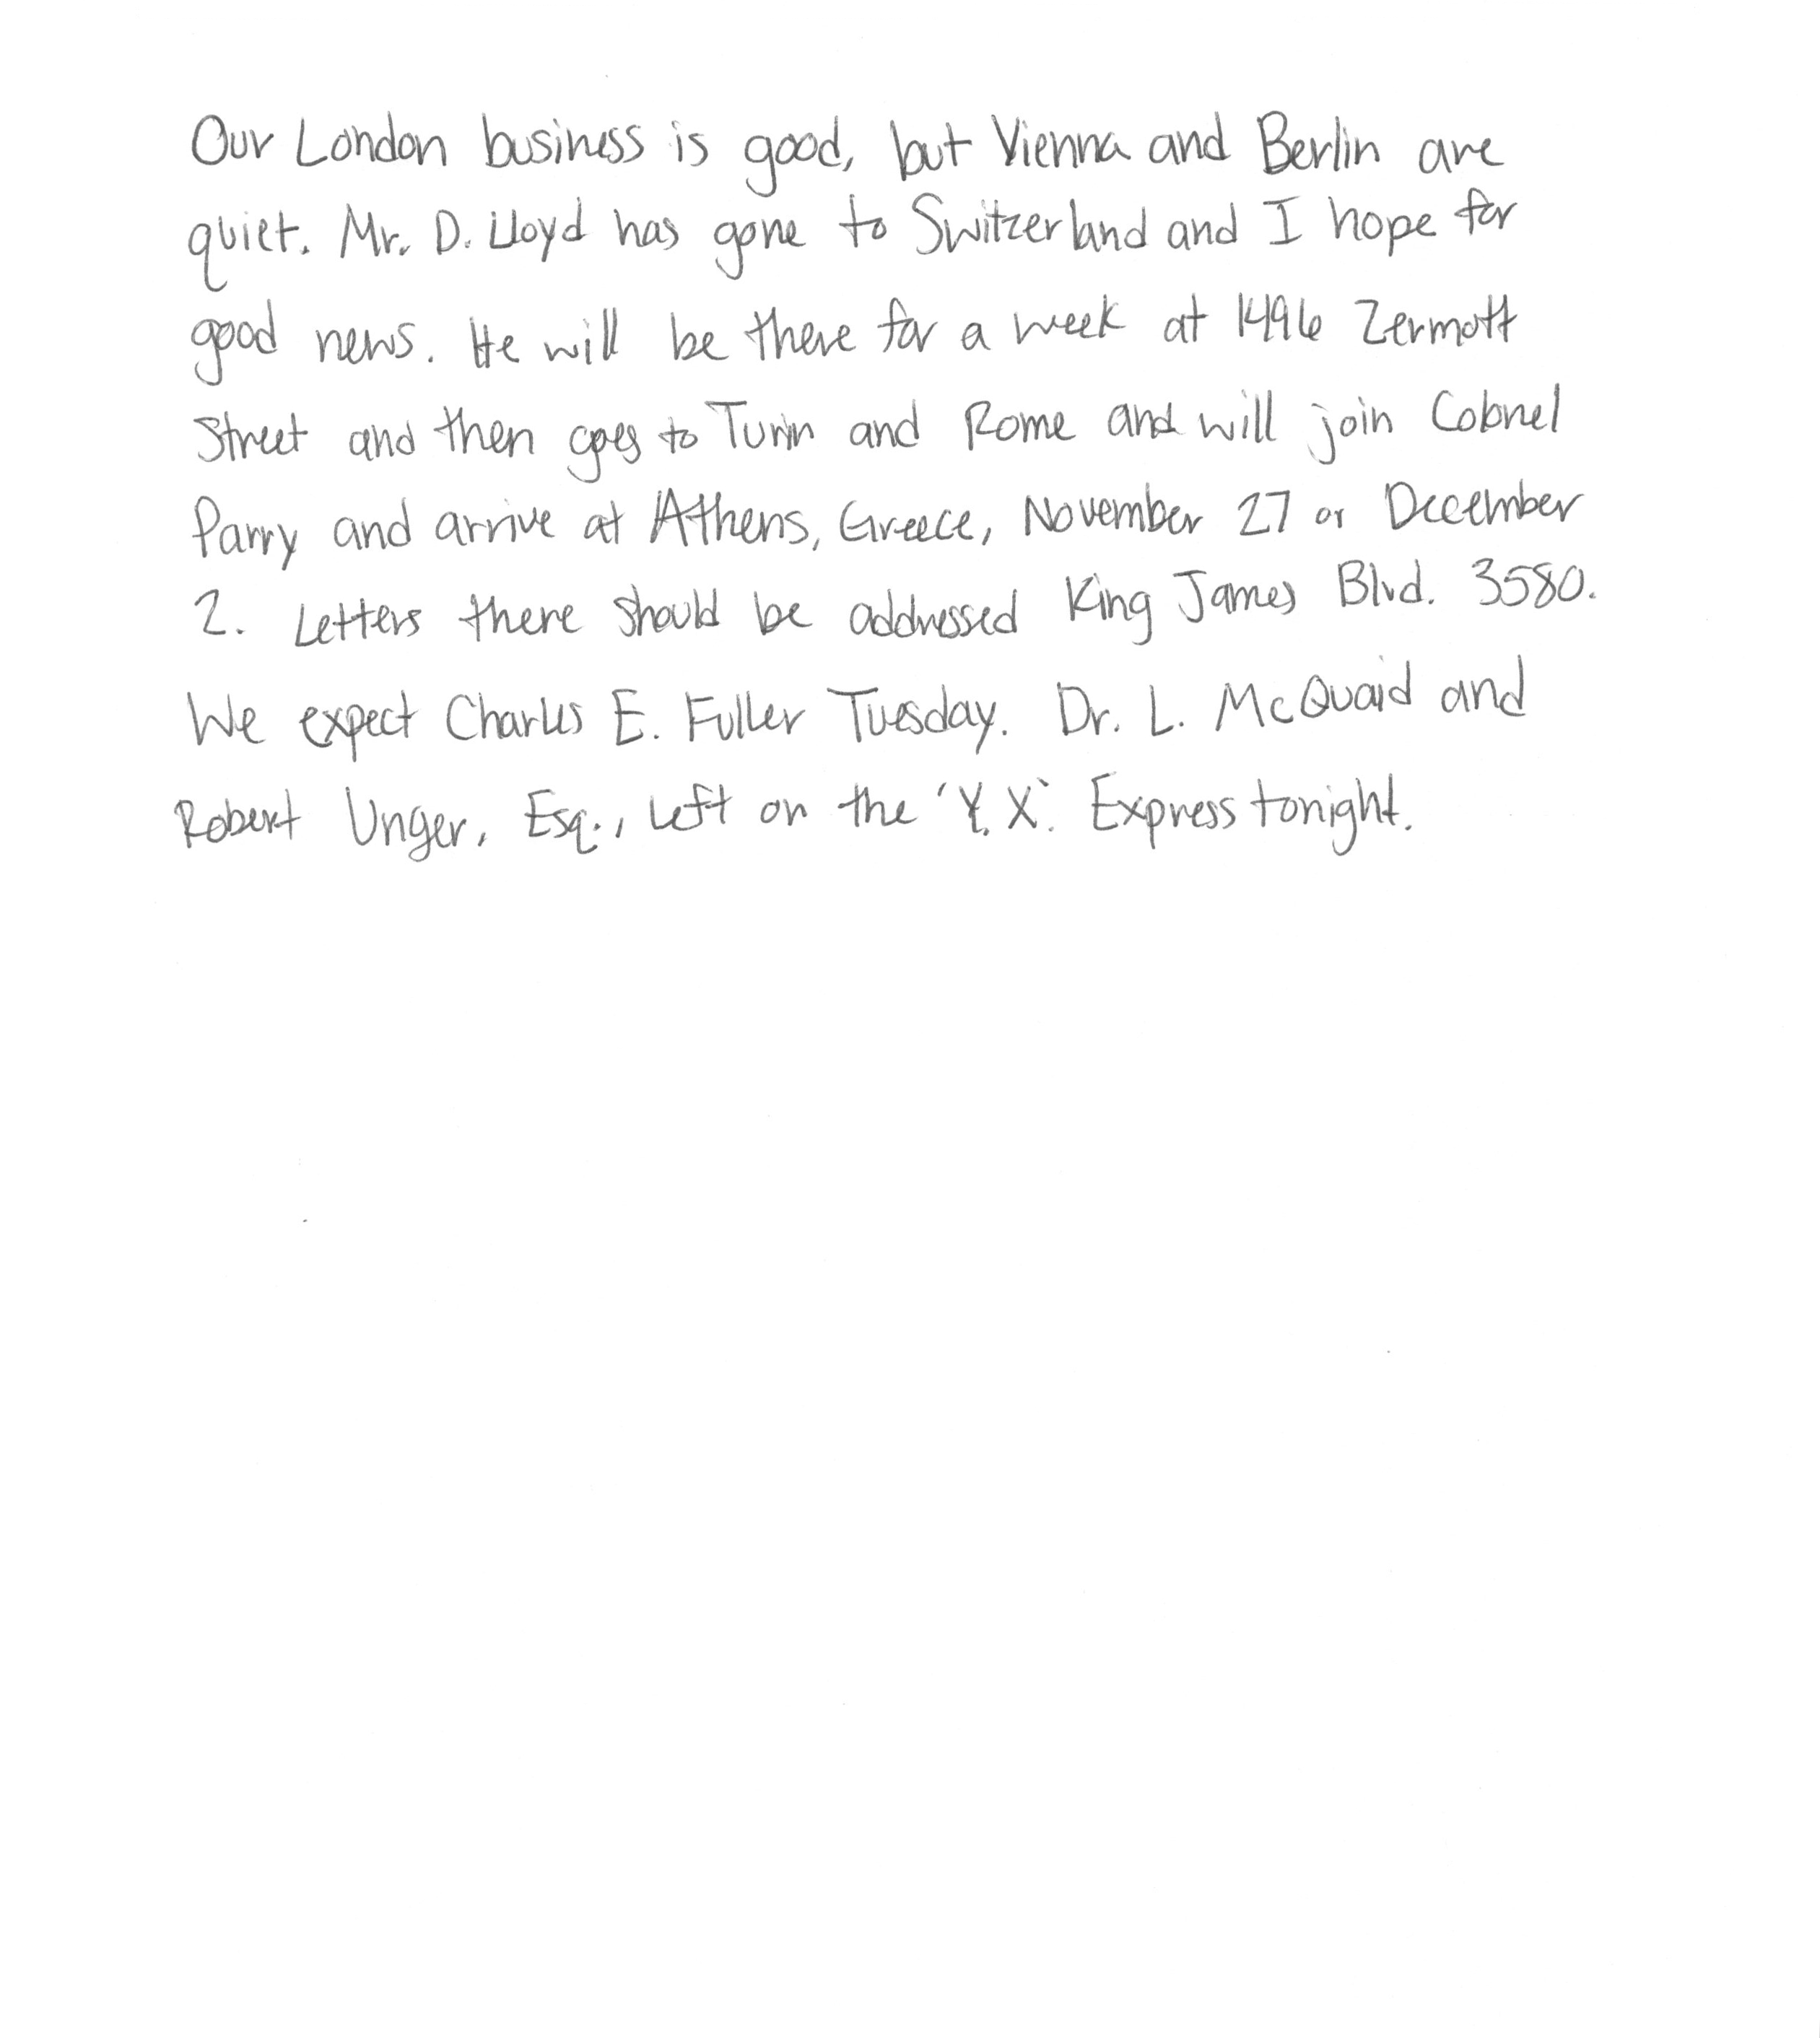 Our London business is good, but Vienna and Berlin are
quiet. Mr. D. Lloyd has gone to Switzerland and I hope for
good news. He will be there for a week at 1496 Zermott
Street and then goes to Turin and Rome and will join Colonel
Parry and arrive at Athens, Greece, November 27 or December
2. Letters there should be addressed King James Blvd. 3580.
We expect Charles E. Fuller Tuesday. Dr. L. McQuaid and
Robert Unger, Esq., left on the 'Y.X.' Express tonight.